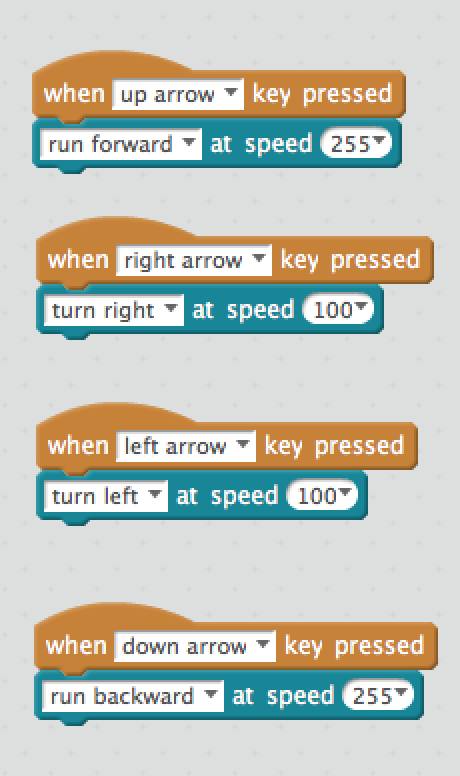 when up arrow key pressed
run forward at speed 255
when right arrow key pressed
turn right at speed 100
when left arrow key pressed
turn left at speed 100
when down arrow key pressed
run backward at speed 255